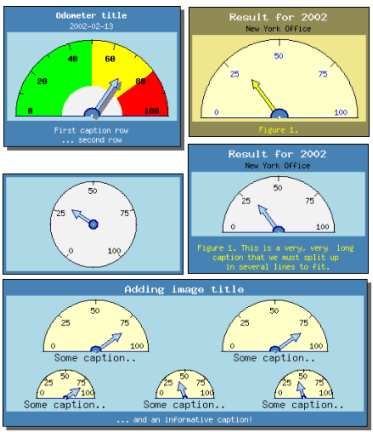 Odometer title
2002-02-13
40
60
20
80
0
100
First caption row
... second row
Result for 2002
New York Office
50
25
75
0
100
Figure 1.
50
25
75
0
100
Result for 2002
New York Office
50
25
75
0
100
Figure 1. This is a very, very long
caption that we must split up
in several lines to fit.
Adding image title
50
25
75
0
100
Some caption..
50
25
75
0
100
Some caption..
50
25
75
0
100
Some caption..
50
25
75
0
100
Some caption..
50
25
75
0
100
Some caption..
... and an informative caption!